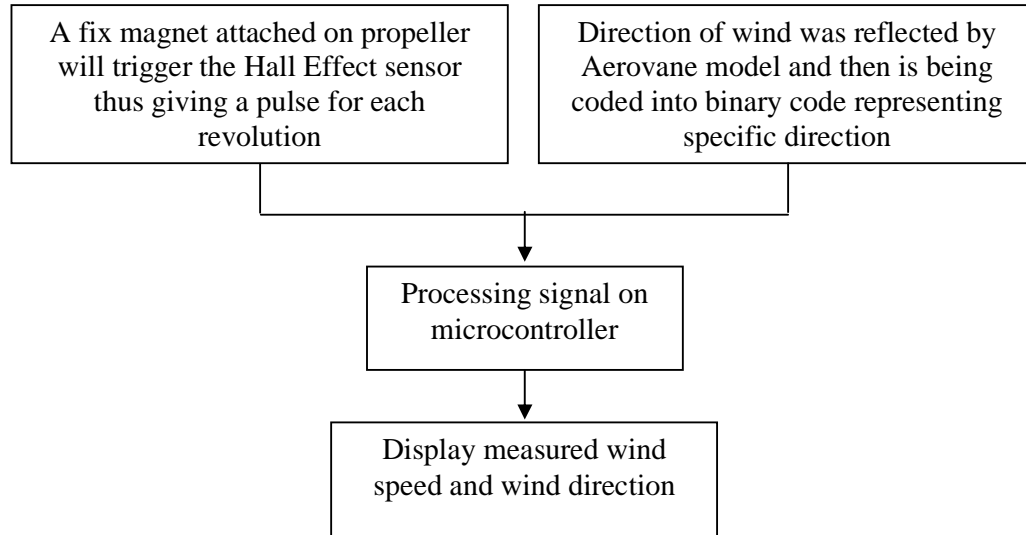 A fix magnet attached on propeller
will trigger the Hall Effect sensor
thus giving a pulse for each
revolution
Direction of wind was reflected by
Aerovane model and then is being
coded into binary code representing
specific direction
Processing signal on
microcontroller
Display measured wind
speed and wind direction